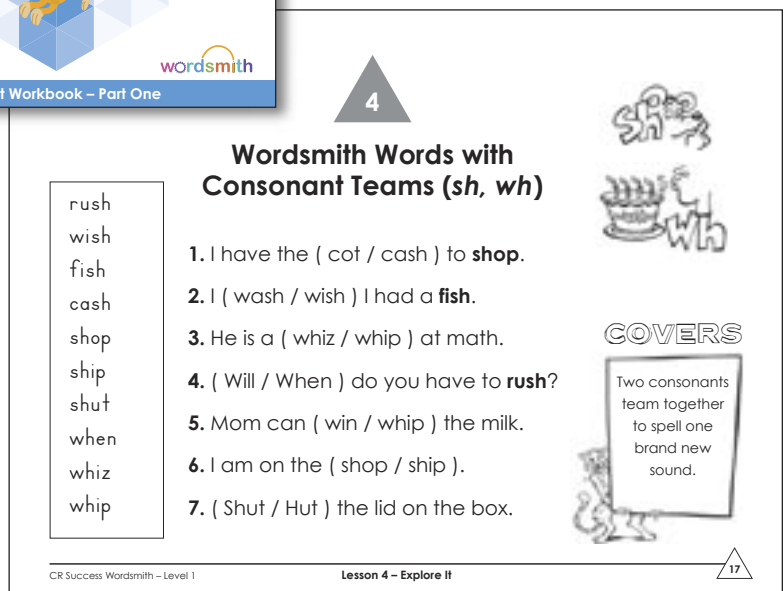 wordsmith
t Workbook – Part One
4
Wordsmith Words with
Consonant Teams (sh, wh)
sh
wh
rush
wish
fish
cash
shop
ship
shut
when
whiz
whip
1. I have the ( cot / cash ) to shop.
2. I ( wash / wish ) I had a fish.
3. He is a ( whiz / whip ) at math.
4. ( Will / When ) do you have to rush?
5. Mom can ( win / whip ) the milk.
6. I am on the ( shop / ship ).
7. ( Shut / Hut ) the lid on the box.
COVERS
Two consonants
team together
to spell one
brand new
sound.
CR Success Wordsmith – Level 1
Lesson 4 – Explore It
17